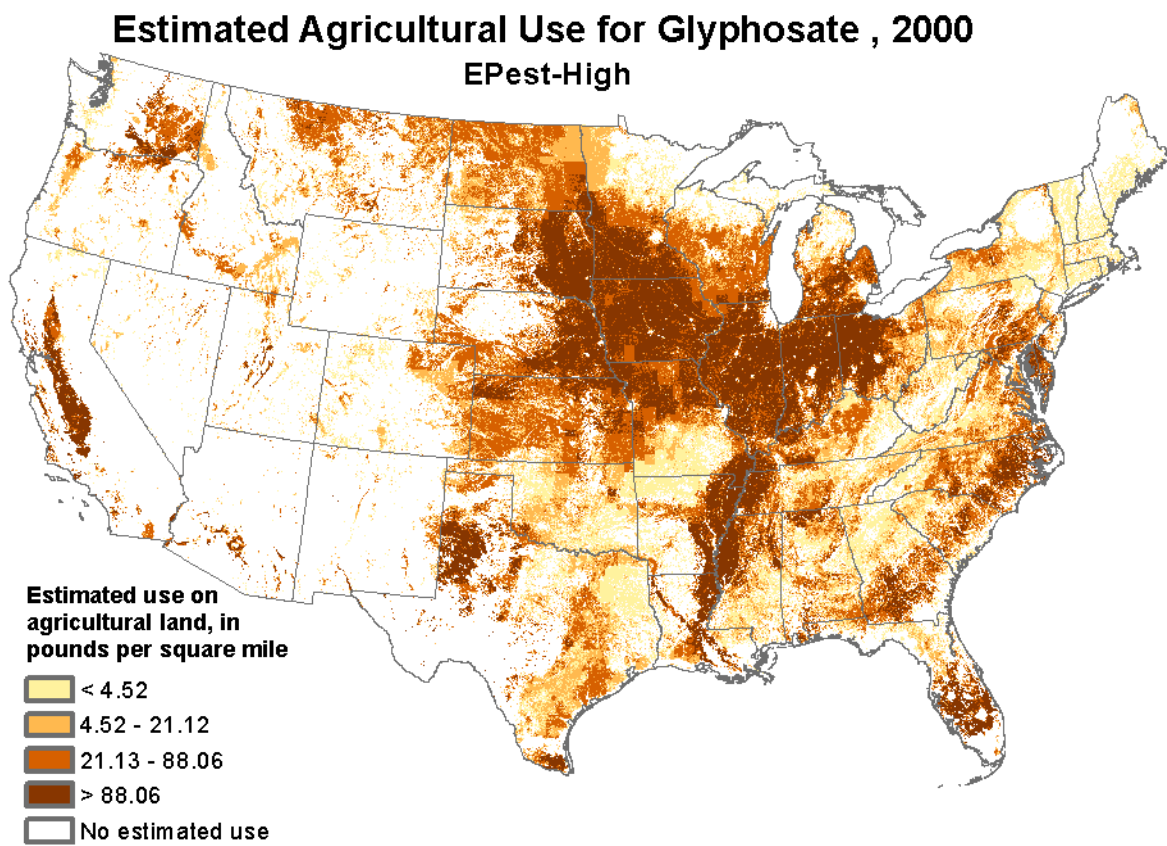 Estimated Agricultural Use for Glyphosate , 2000
EPest-High
Estimated use on
agricultural land, in
pounds per square mile
< 4.52
4.52 - 21.12
21.13 - 88.06
> 88.06
No estimated use